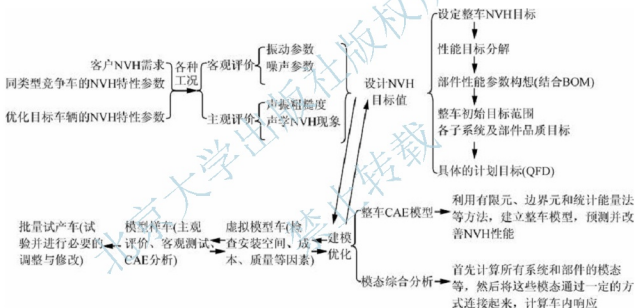 客户NVH需求
同类型竞争车的NVH特性参数
优化目标车辆的NVH特性参数
各种
工况
客观评价
振动参数
噪声参数
主观评价
声振粗糙度
声学NVH现象
设计NVH
目标值
设定整车NVH目标
性能目标分解
部件性能参数构想(结合BOM)
整车初始目标范围
各子系统及部件品质目标
具体的计划目标(QFD)
批量试产车(试
验并进行必要的
调整与修改)
模型样车(主观
评价、客观测试、
CAE分析)
虚拟模型车(检
查安装空间、成
本、质量等因素)
建模
优化
整车CAE模型
利用有限元、边界元和统计能量法
等方法，建立整车模型，预测并改
善NVH性能
模态综合分析
首先计算所有系统和部件的模态
等，然后将这些模态通过一定的方
式连接起来，计算车内响应
北京大学出版社版权所有
禁止转载